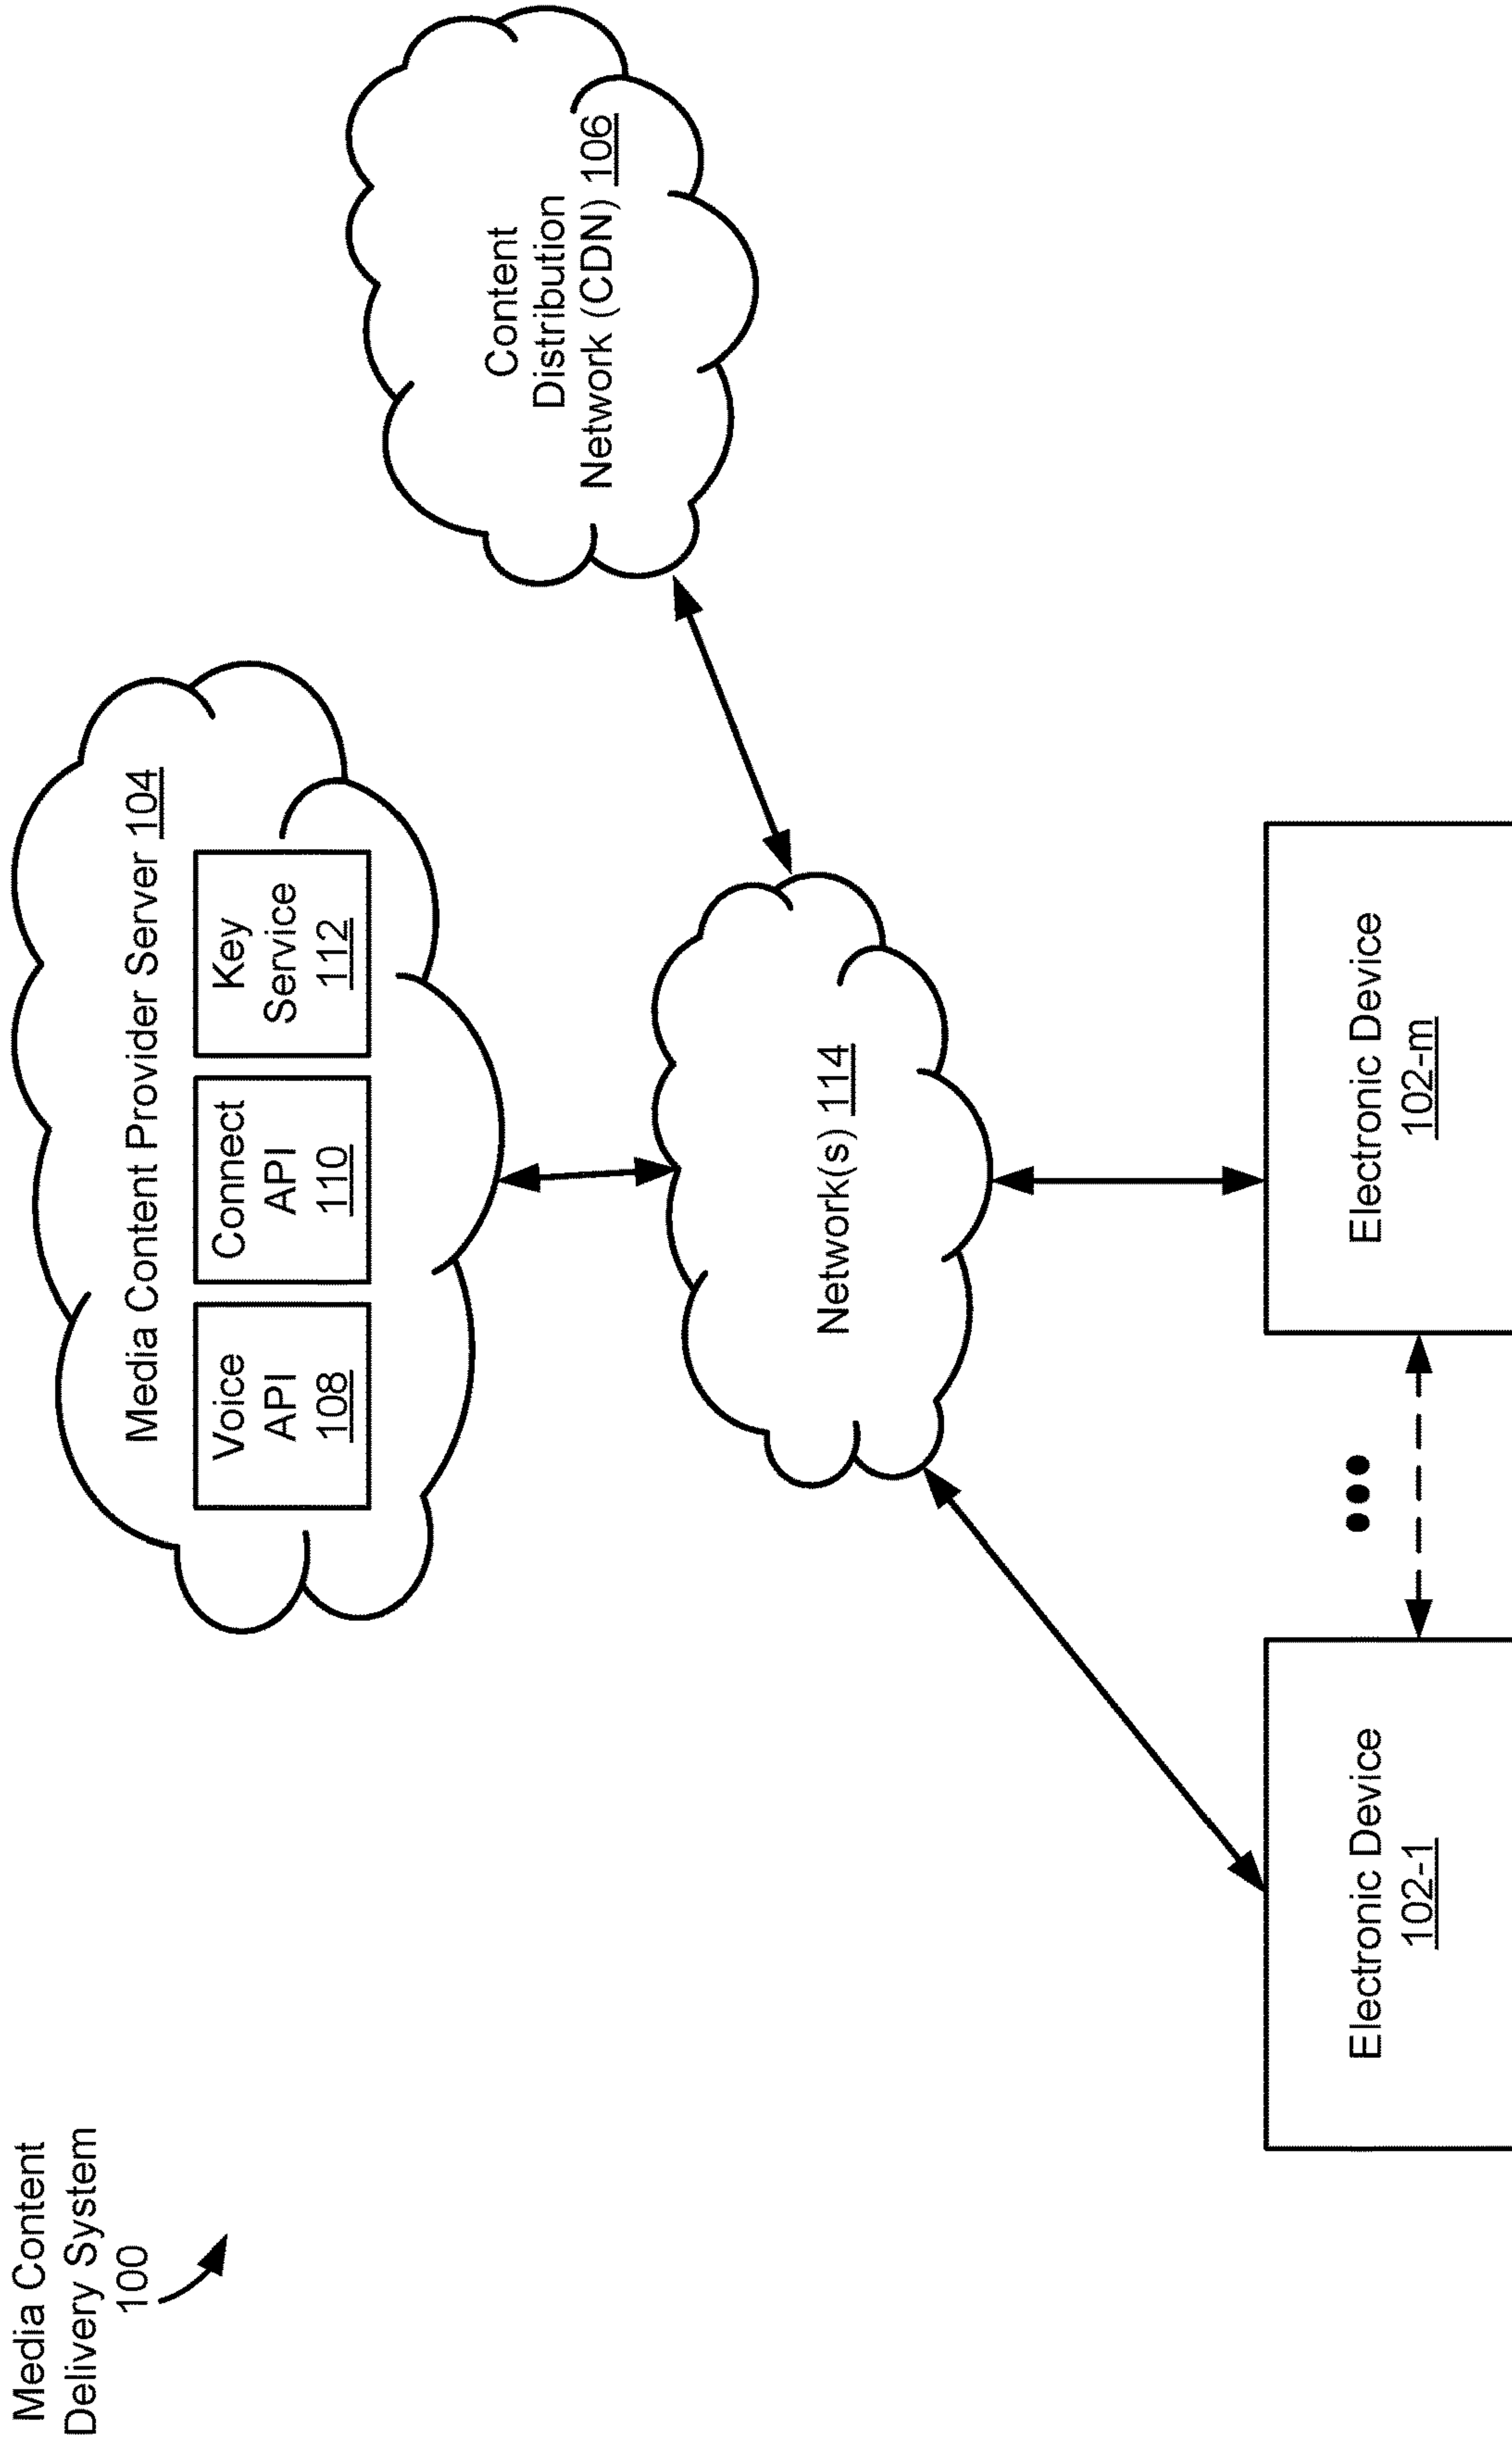 Media Content
Delivery System
100
Media Content Provider Server 104
Voice
API
108
Connect
API
110
Key
Service
112
Content
Distribution
Network (CDN) 106
Network(s) 114
Electronic Device
102-1
Electronic Device
102-m